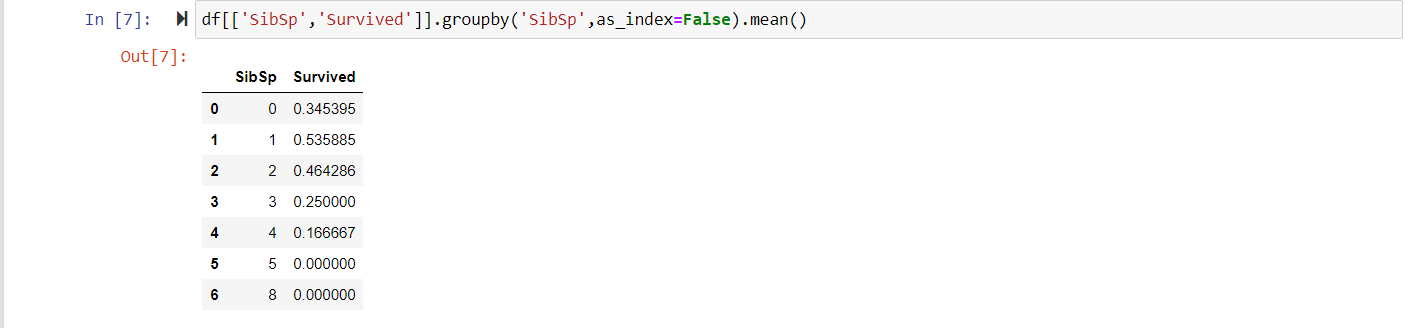 In [7]: df[['SibSp','Survived']].groupby('SibSp',as_index=False).mean()
Out[7]:
SibSp Survived
0 0 0.345395
1 1 0.535885
2 2 0.464286
3 3 0.250000
4 4 0.166667
5 5 0.000000
6 8 0.000000